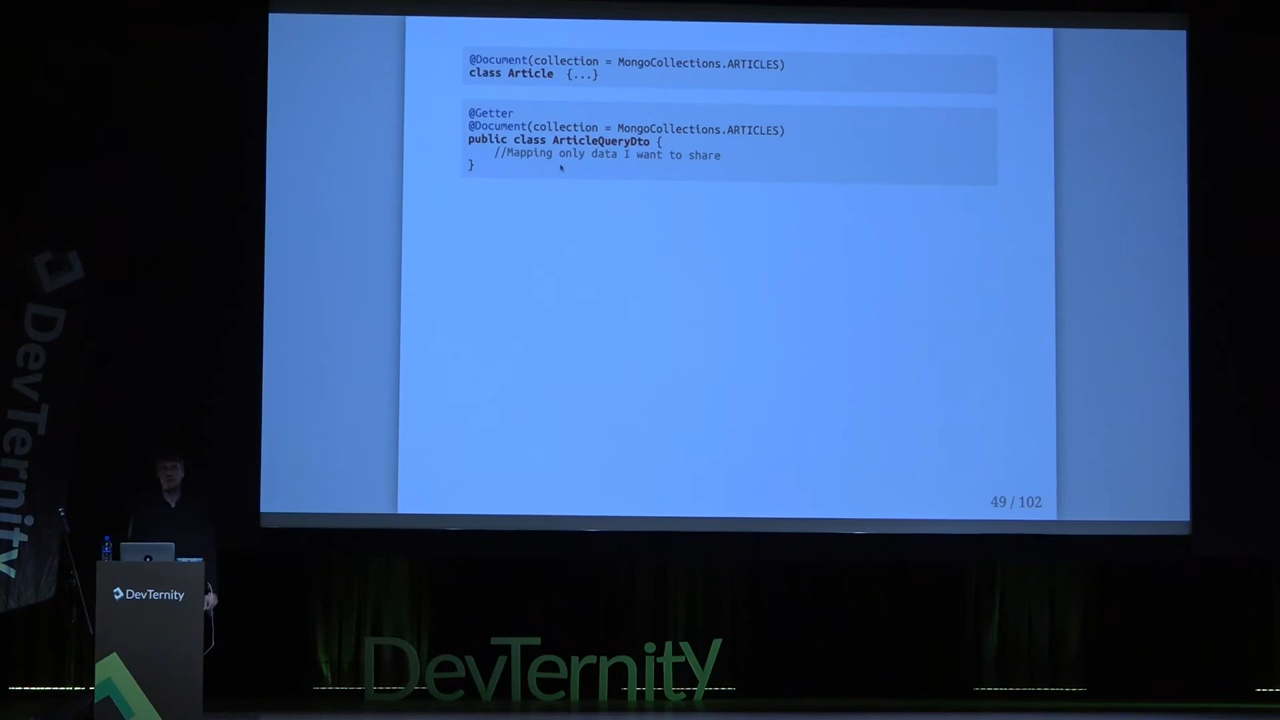 @Document(collection = MongoCollections.ARTICLES)
class Article {...}
@Getter
@Document(collection = MongoCollections.ARTICLES)
public class ArticleQueryDto {
//Mapping only data I want to share
}
49 / 102
DevTernity
DevTernity
DevTernity